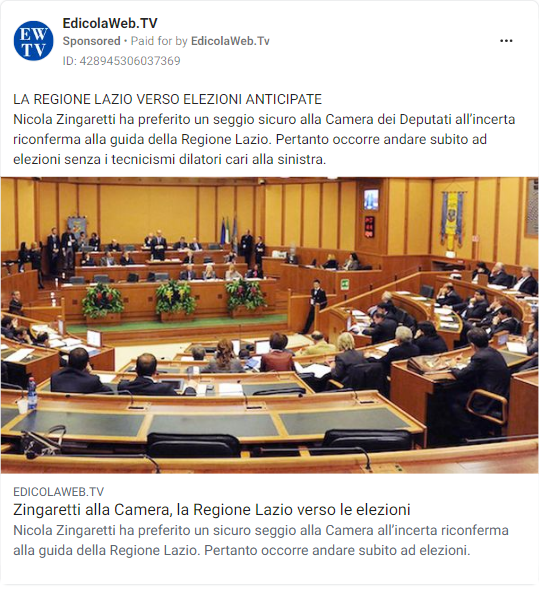 EW
TV
EdicolaWeb.TV
Sponsored • Paid for by EdicolaWeb.Tv
ID: 428945306037369
LA REGIONE LAZIO VERSO ELEZIONI ANTICIPATE
Nicola Zingaretti ha preferito un seggio sicuro alla Camera dei Deputati all'incerta
riconferma alla guida della Regione Lazio. Pertanto occorre andare subito ad
elezioni senza i tecnicismi dilatori cari alla sinistra.
EDICOLAWEB.TV
Zingaretti alla Camera, la Regione Lazio verso le elezioni
Nicola Zingaretti ha preferito un sicuro seggio alla Camera all'incerta riconferma
alla guida della Regione Lazio. Pertanto occorre andare subito ad elezioni.